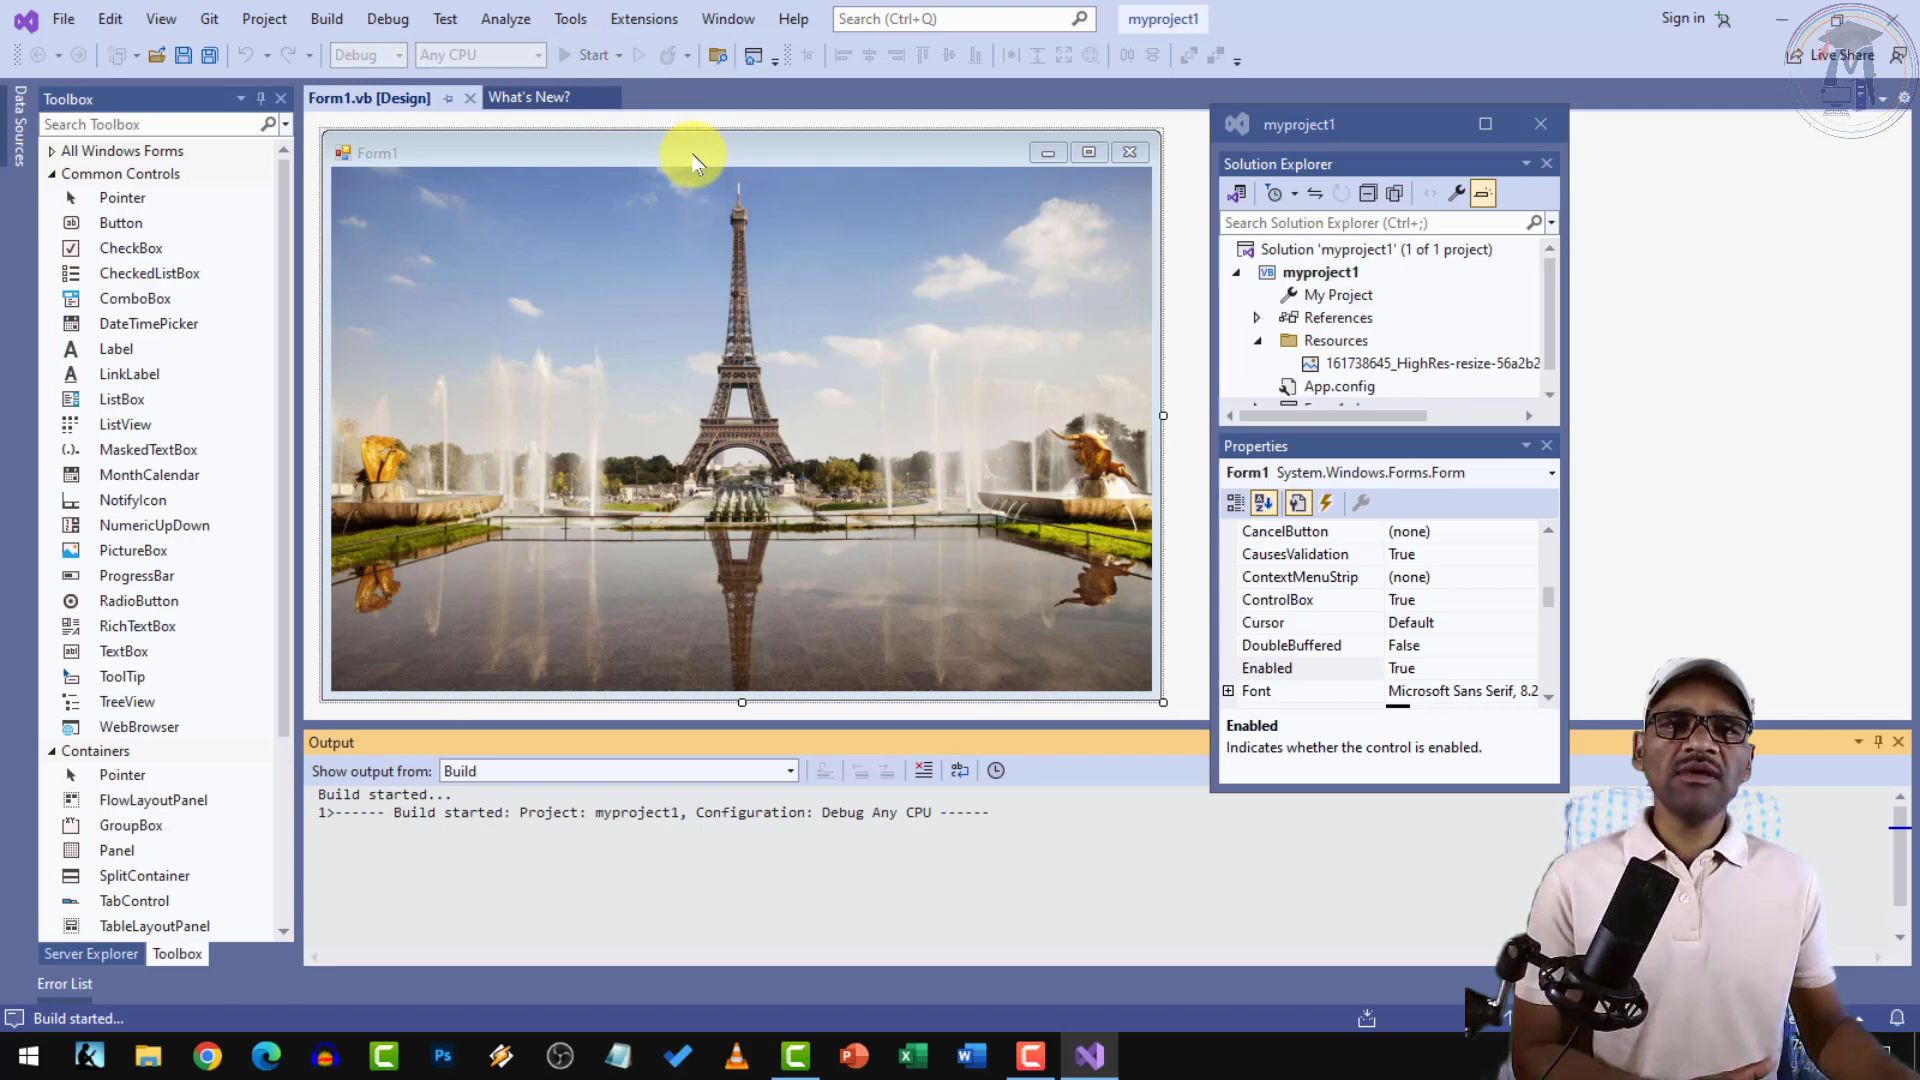 File Edit View Git Project Build Debug Test Analyze Tools Extensions Window Help Search (Ctrl+Q) myproject1 Sign in
Debug Any CPU Start Live Share
Data Sources
Toolbox
Search Toolbox
All Windows Forms
Common Controls
Pointer
Button
CheckBox
CheckedListBox
ComboBox
DateTimePicker
Label
LinkLabel
ListBox
ListView
MaskedTextBox
MonthCalendar
NotifyIcon
NumericUpDown
PictureBox
ProgressBar
RadioButton
RichTextBox
TextBox
ToolTip
TreeView
WebBrowser
Containers
Pointer
FlowLayoutPanel
GroupBox
Panel
SplitContainer
TabControl
TableLayoutPanel
Server Explorer Toolbox
Error List
Form1.vb [Design] What's New?
Form1
myproject1
Solution Explorer
Search Solution Explorer (Ctrl+;)
Solution 'myproject1' (1 of 1 project)
VB myproject1
My Project
References
Resources
161738645_HighRes-resize-56a2b2
App.config
Properties
Form1 System.Windows.Forms.Form
CancelButton (none)
CausesValidation True
ContextMenuStrip (none)
ControlBox True
Cursor Default
DoubleBuffered False
Enabled True
Font Microsoft Sans Serif, 8.2
Enabled
Indicates whether the control is enabled.
Output
Show output from: Build
Build started...
1>------ Build started: Project: myproject1, Configuration: Debug Any CPU ------
Build started...